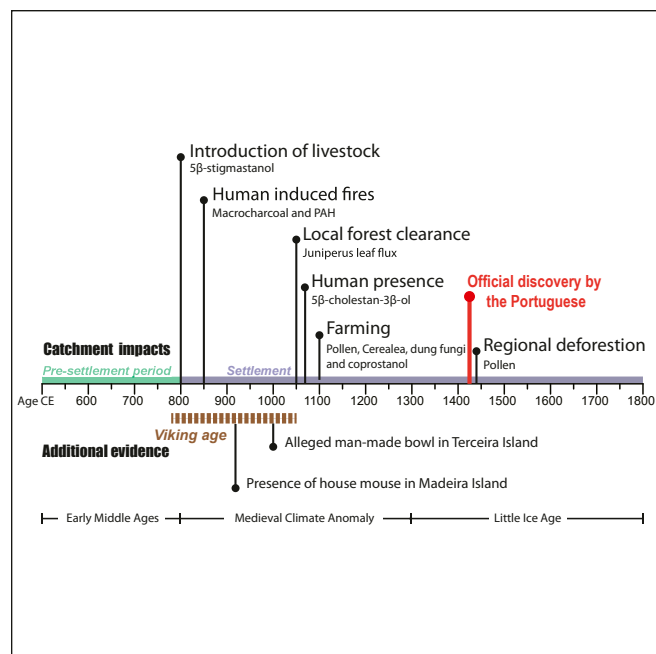 Introduction of livestock
5β-stigmastanol
Human induced fires
Macrocharcoal and PAH
Local forest clearance
Juniperus leaf flux
Human presence
5β-cholestan-3β-ol
Official discovery by
the Portuguese
Farming
Pollen, Cerealea, dung fungi
and coprostanol
Regional deforestion
Pollen
Catchment impacts
Pre-settlement period
Settlement
Age CE 600 700 800 900 1000 1100 1200 1300 1400 1500 1600 1700 1800
Viking age
Alleged man-made bowl in Terceira Island
Additional evidence
Presence of house mouse in Madeira Island
Early Middle Ages Medieval Climate Anomaly Little Ice Age